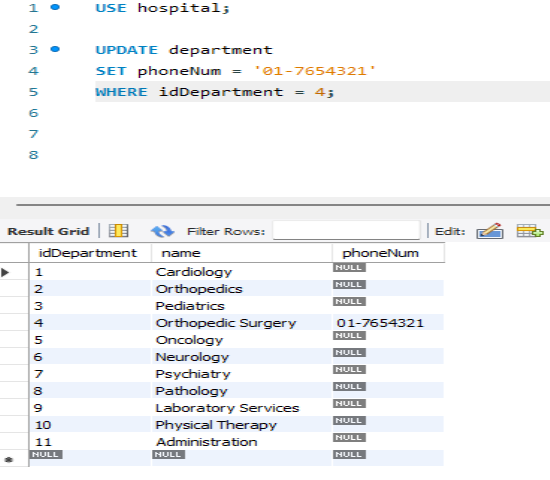 1 USE hospital;
2
3 UPDATE department
4 SET phoneNum = '01-7654321'
5 WHERE idDepartment = 4;
6
7
8
Result Grid Filter Rows: Edit:
idDepartment name phoneNum
1 Cardiology NULL
2 Orthopedics NULL
3 Pediatrics NULL
4 Orthopedic Surgery 01-7654321
5 Oncology NULL
6 Neurology NULL
7 Psychiatry NULL
8 Pathology NULL
9 Laboratory Services NULL
10 Physical Therapy NULL
11 Administration NULL
NULL NULL NULL